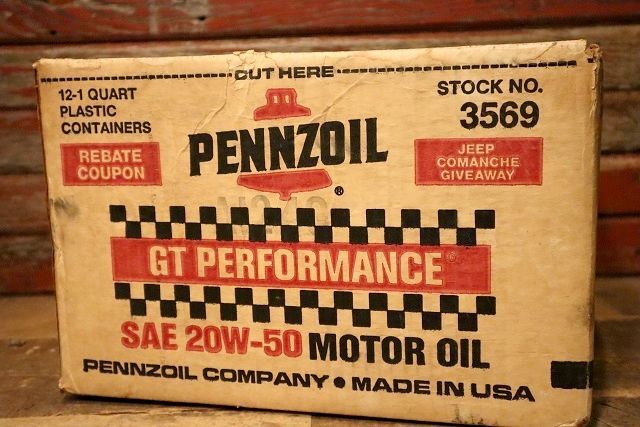 CUT HERE
12-1 QUART
PLASTIC
CONTAINERS
STOCK NO.
3569
REBATE
COUPON
PENNZOIL
®
JEEP
COMANCHE
GIVEAWAY
GT PERFORMANCE©
SAE 20W-50 MOTOR OIL
PENNZOIL COMPANY • MADE IN USA